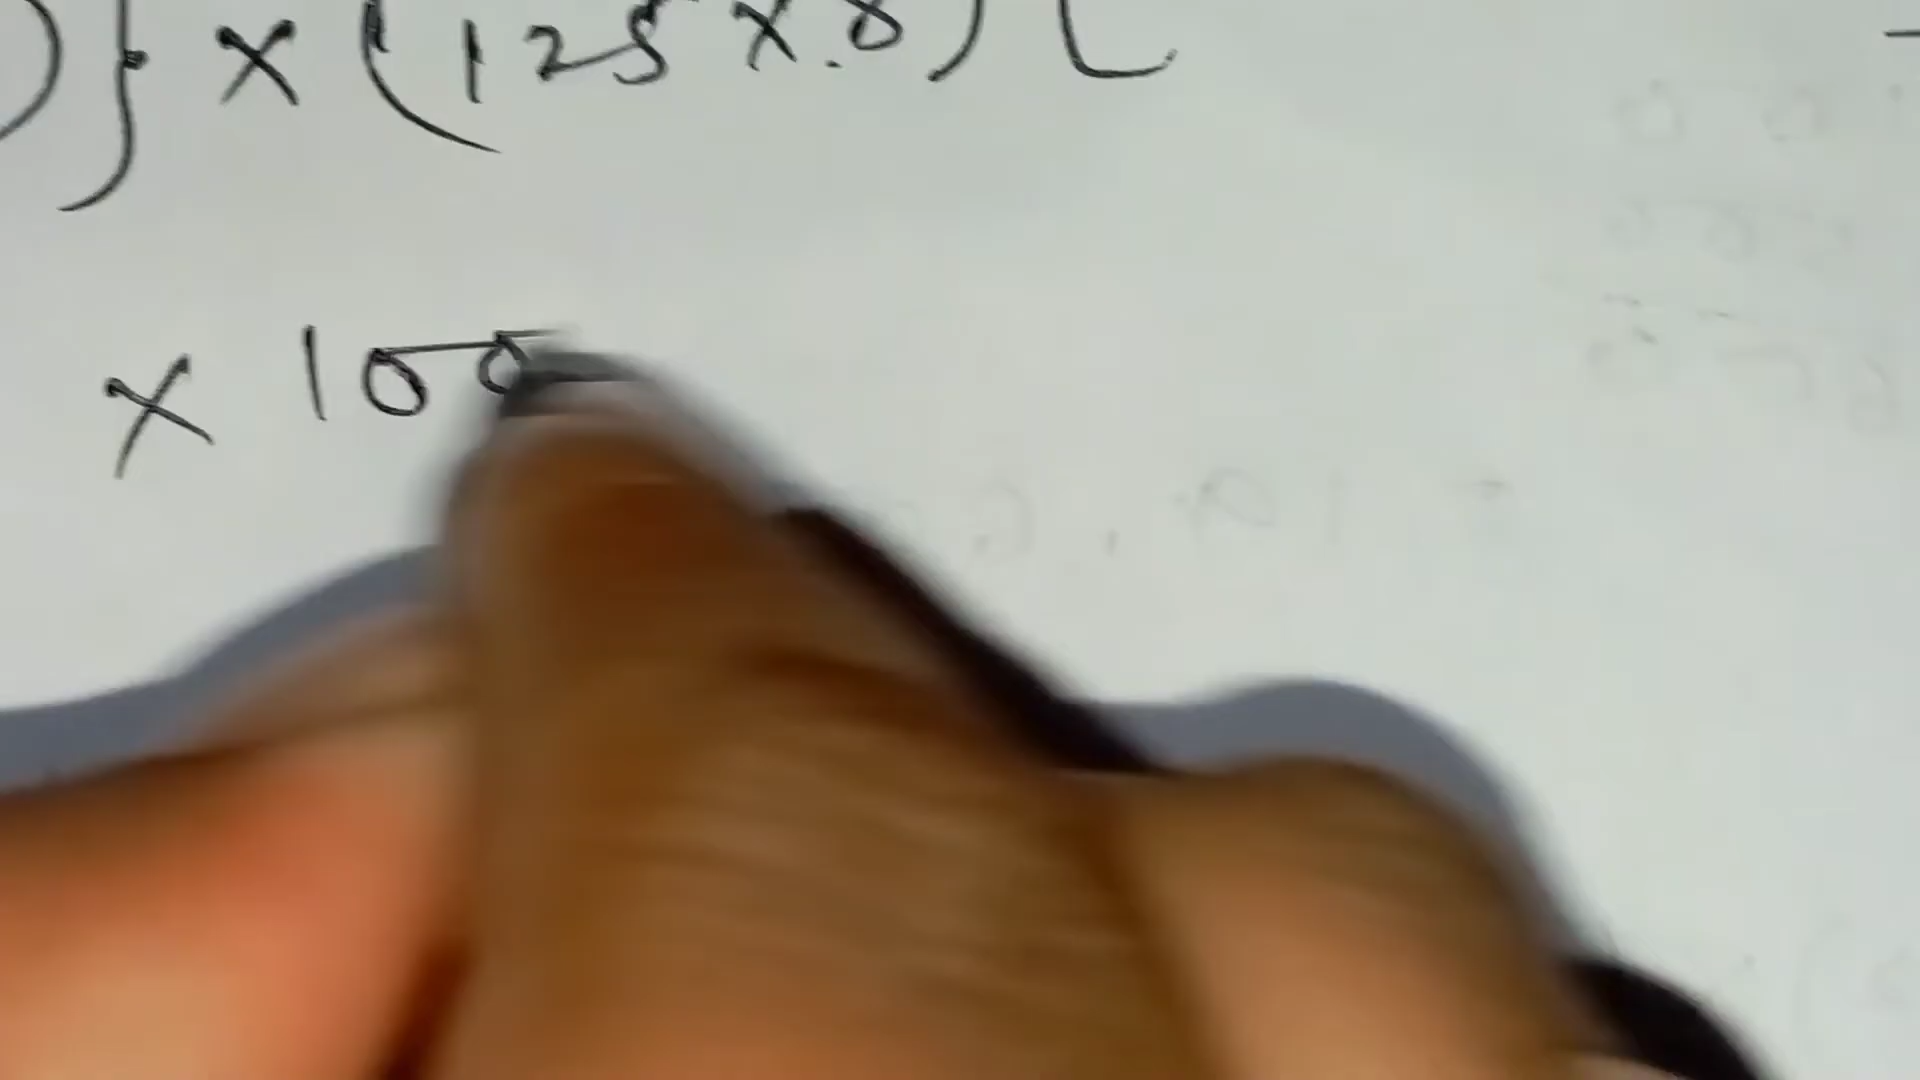 )} × (125 × 8) [
× 100